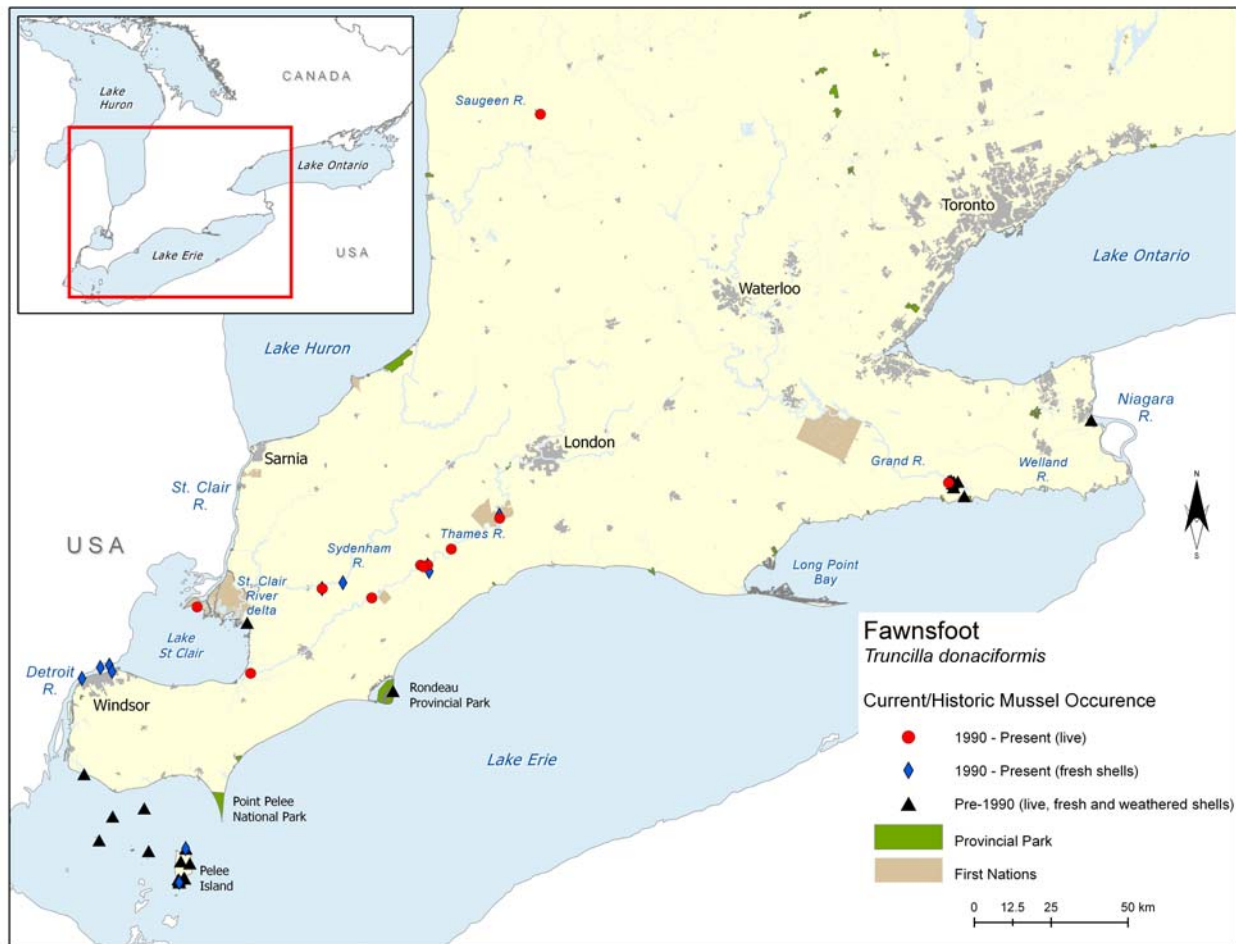 CANADA
Lake
Huron
Lake Ontario
USA
Lake Erie
Saugeen R.
Toronto
Lake Ontario
Waterloo
Lake Huron
Niagara
R.
London
Sarnia
Grand R.
Welland
R.
St. Clair
R.
Thames R.
USA
Sydenham
R.
N
S
St. Clair
River
delta
Long Point
Bay
Lake
St Clair
Detroit
R.
Windsor
Rondeau
Provincial Park
Lake Erie
Point Pelee
National Park
Pelee
Island
Fawnsfoot
Truncilla donaciformis
Current/Historic Mussel Occurence
1990 - Present (live)
1990 - Present (fresh shells)
Pre-1990 (live, fresh and weathered shells)
Provincial Park
First Nations
0 12.5 25 50 km